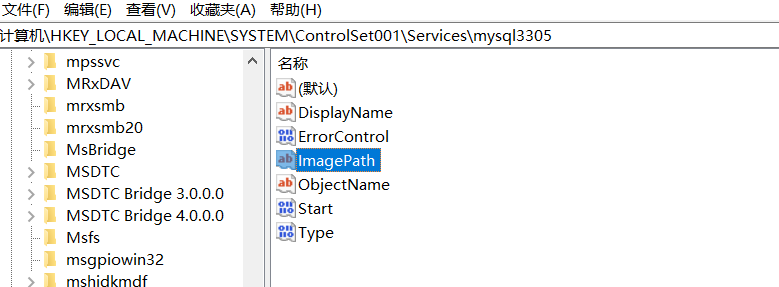 文件(F) 编辑(E) 查看(V) 收藏夹(A) 帮助(H)
计算机\HKEY_LOCAL_MACHINE\SYSTEM\ControlSet001\Services\mysql3305
mpssvc
MRxDAV
mrxsmb
mrxsmb20
MsBridge
MSDTC
MSDTC Bridge 3.0.0.0
MSDTC Bridge 4.0.0.0
Msfs
msgpiowin32
mshidkmdf
名称
ab (默认)
DisplayName
ErrorControl
ab ImagePath
ObjectName
Start
Type